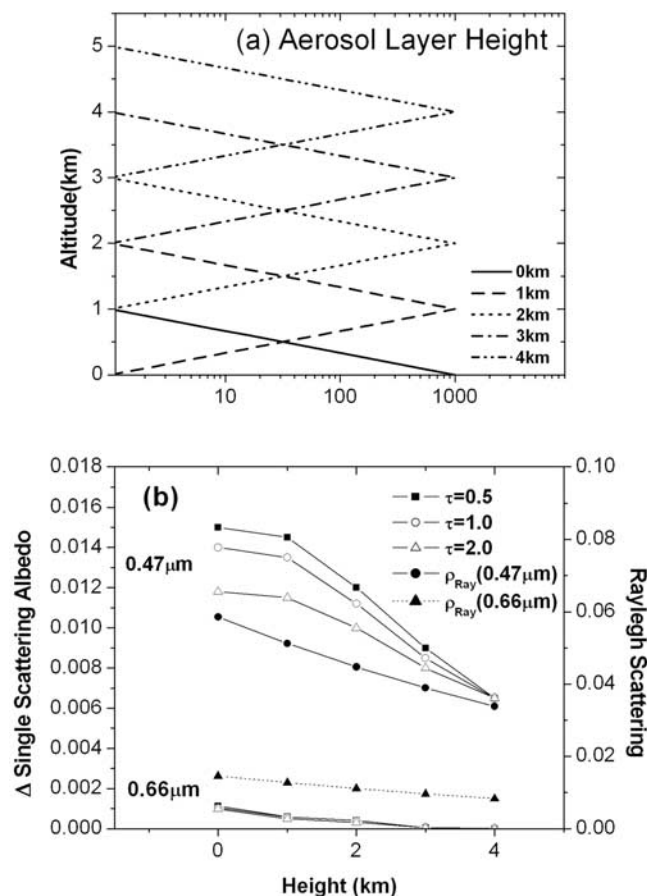 (a) Aerosol Layer Height
Altitude(km)
5
4
3
2
1
0
0km
1km
2km
3km
4km
10 100 1000
(b)
Δ Single Scattering Albedo
0.018
0.016
0.014
0.012
0.010
0.008
0.006
0.004
0.002
0.000
0.47μm
0.66μm
τ=0.5
τ=1.0
τ=2.0
ρRay(0.47μm)
ρRay(0.66μm)
0.10
0.08
0.06
0.04
0.02
0.00
Raylegh Scattering
0 1 2 3 4
Height (km)